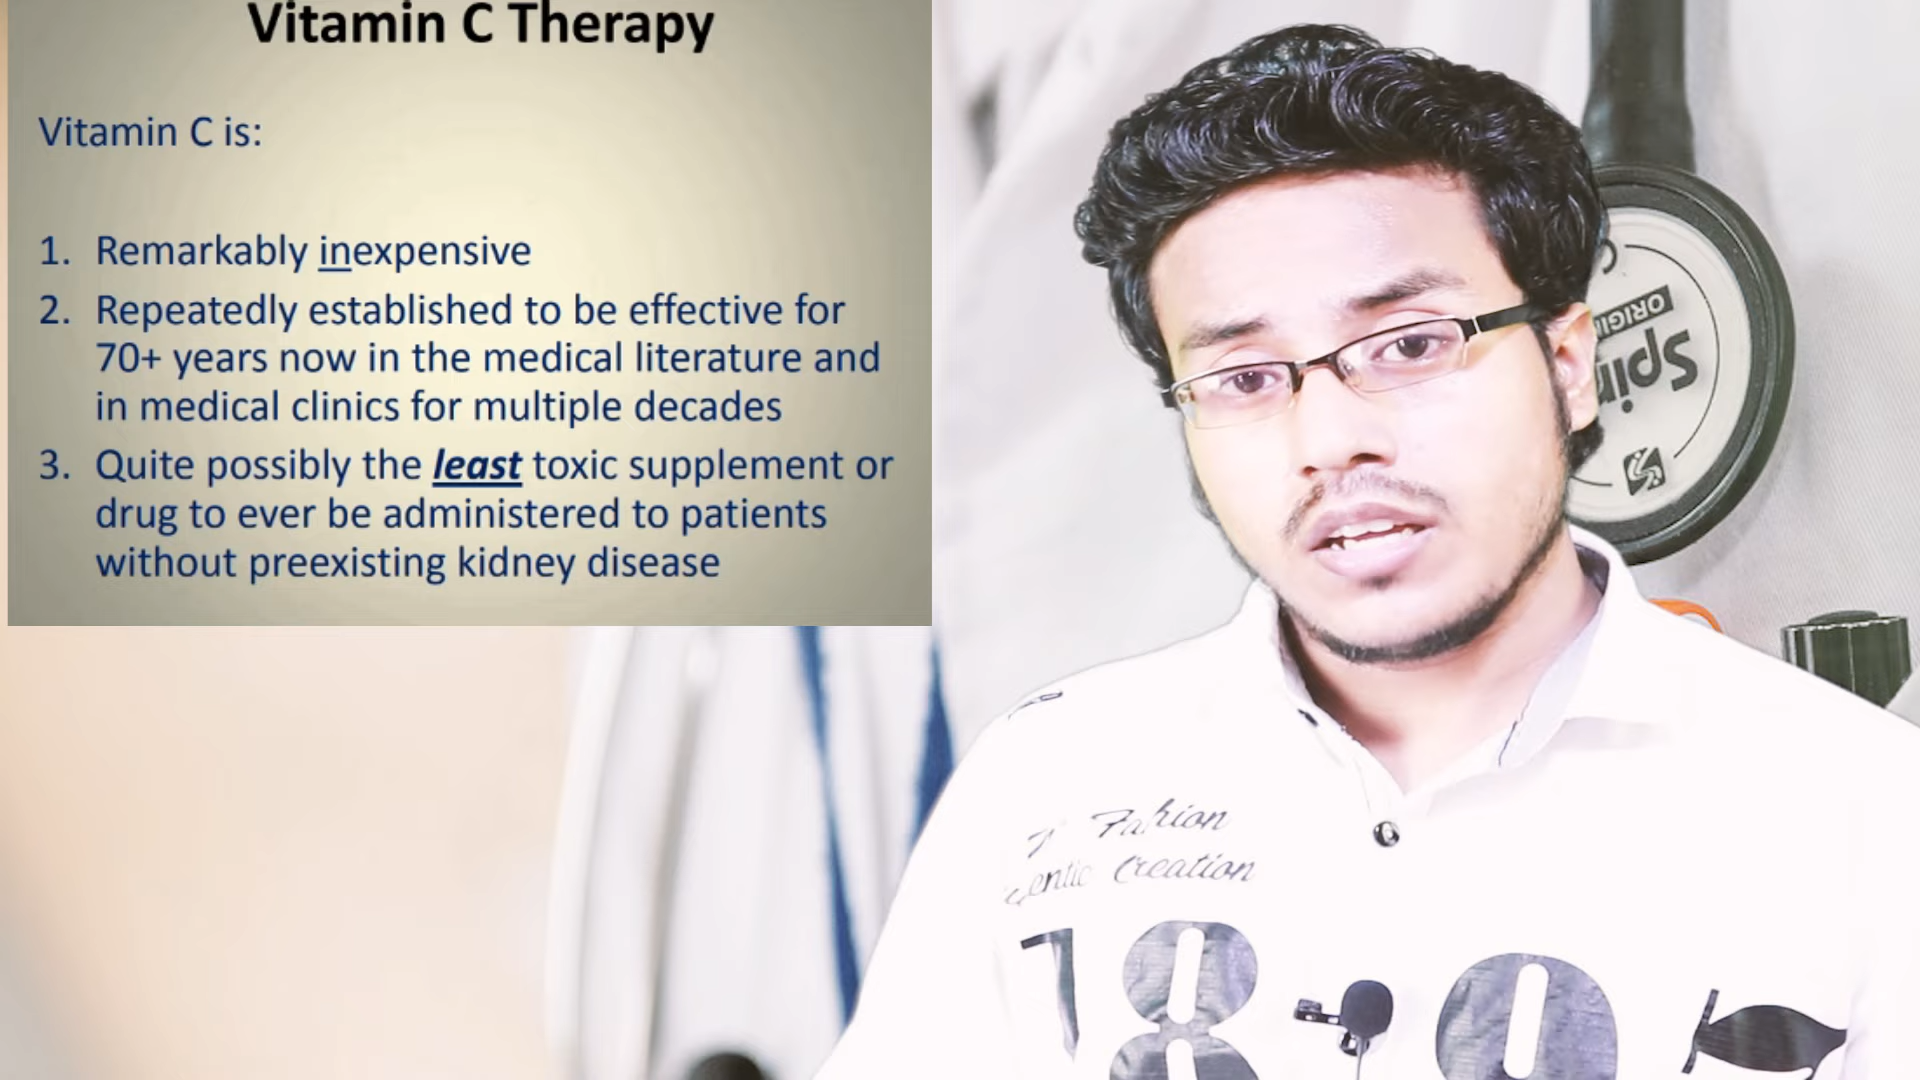 Vitamin C Therapy
Vitamin C is:
1. Remarkably inexpensive
2. Repeatedly established to be effective for
70+ years now in the medical literature and
in medical clinics for multiple decades
3. Quite possibly the least toxic supplement or
drug to ever be administered to patients
without preexisting kidney disease
Fahion
Creation